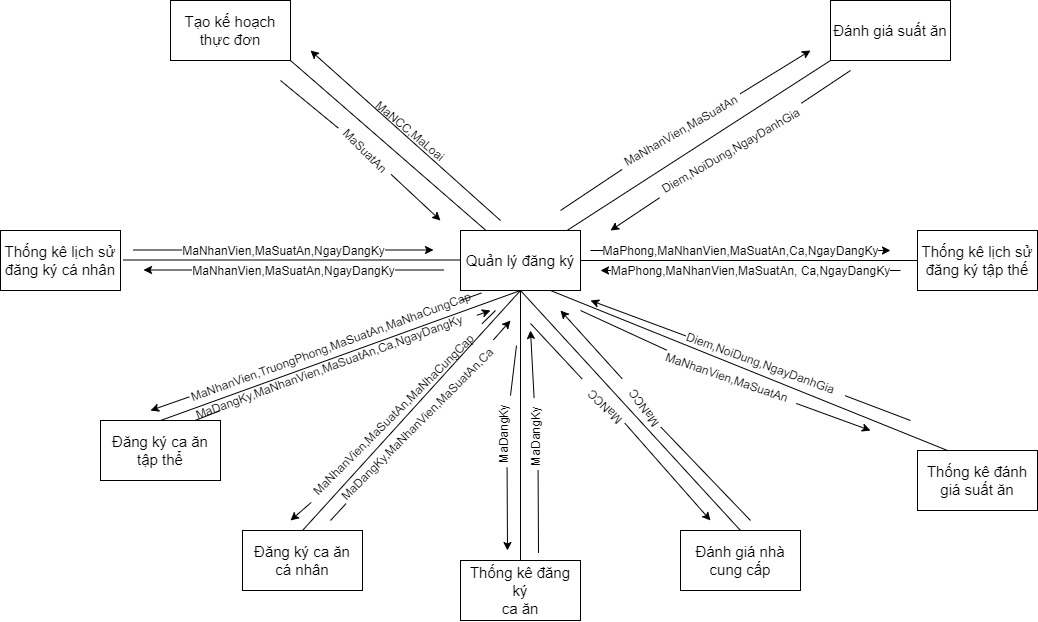 Tạo kế hoạch
thực đơn
Đánh giá suất ăn
MaNCC,MaLoai
MaSuatAn
MaNhanVien,MaSuatAn
Diem,NoiDung,NgayDanhGia
Thống kê lịch sử
đăng ký cá nhân
MaNhanVien,MaSuatAn,NgayDangKy
MaNhanVien,MaSuatAn,NgayDangKy
Quản lý đăng ký
MaPhong,MaNhanVien,MaSuatAn,Ca,NgayDangKy
MaPhong,MaNhanVien,MaSuatAn, Ca,NgayDangKy
Thống kê lịch sử
đăng ký tập thể
MaNhanVien,TruongPhong,MaSuatAn,MaNhaCungCap
MaDangKy,MaNhanVien,MaSuatAn,Ca,NgayDangKy
MaNhanVien,MaSuatAn,MaNhaCungCap
MaDangKy,MaNhanVien,MaSuatAn,Ca
MaDangKy
MaDangKy
MaNCC
MaNCC
Diem,NoiDung,NgayDanhGia
MaNhanVien,MaSuatAn
Đăng ký ca ăn
tập thể
Thống kê đánh
giá suất ăn
Đăng ký ca ăn
cá nhân
Thống kê đăng
ký
ca ăn
Đánh giá nhà
cung cấp